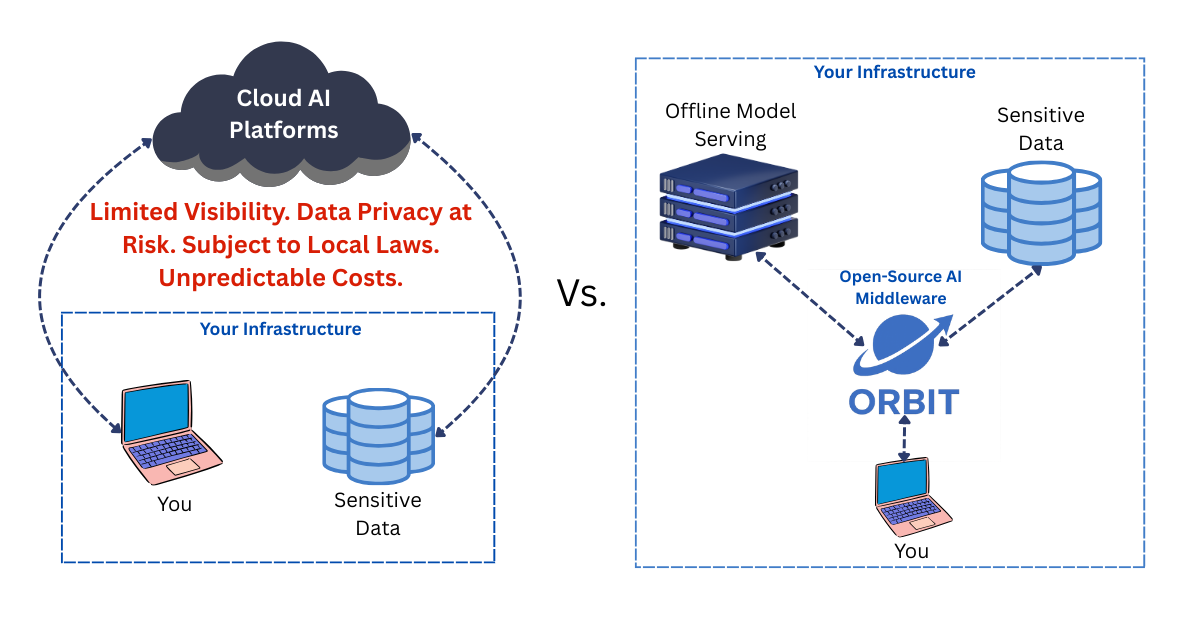 Cloud AI
Platforms
Limited Visibility. Data Privacy at
Risk. Subject to Local Laws.
Unpredictable Costs.
Your Infrastructure
You
Sensitive
Data
Vs.
Your Infrastructure
Offline Model
Serving
Sensitive
Data
Open-Source AI
Middleware
ORBIT
You